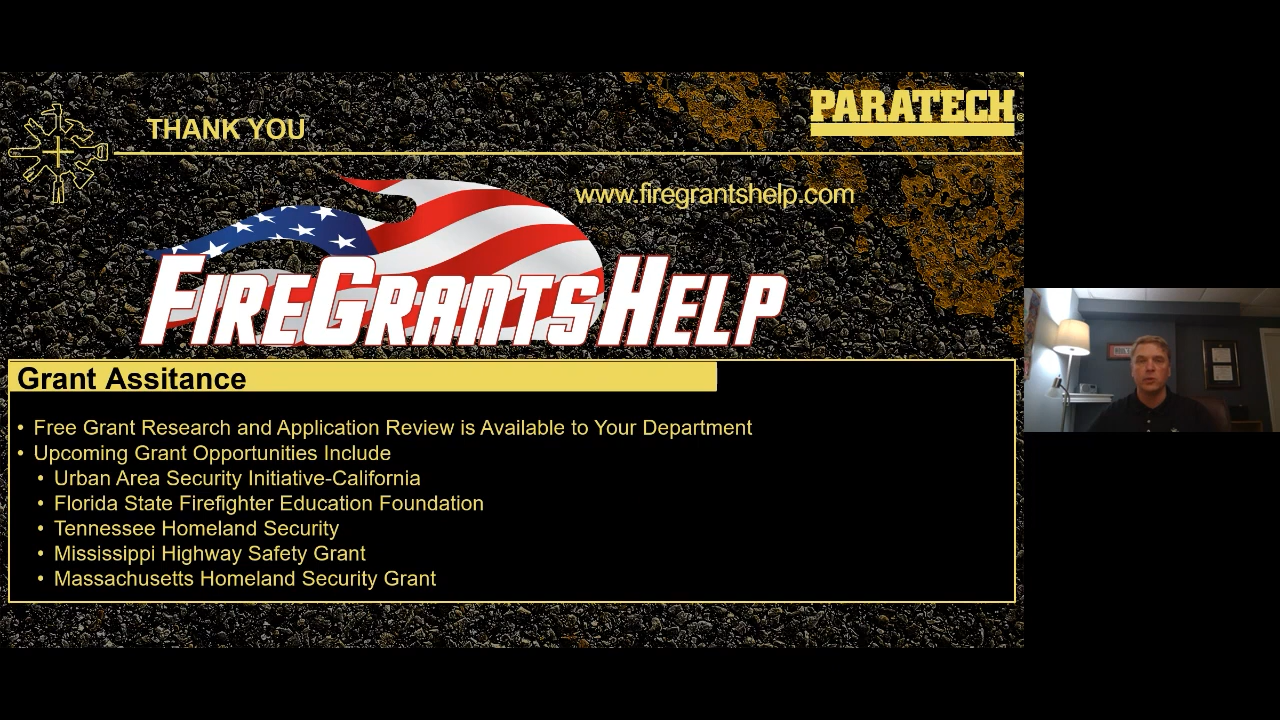 THANK YOU
PARATECH®
www.firegrantshelp.com
FIREGRANTSHELP
Grant Assitance
• Free Grant Research and Application Review is Available to Your Department
• Upcoming Grant Opportunities Include
• Urban Area Security Initiative-California
• Florida State Firefighter Education Foundation
• Tennessee Homeland Security
• Mississippi Highway Safety Grant
• Massachusetts Homeland Security Grant